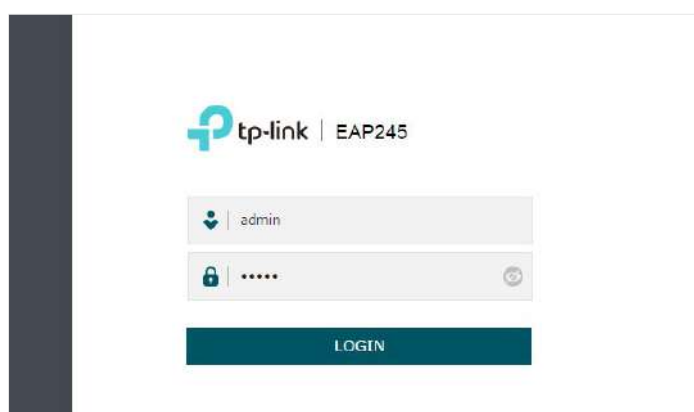 tp-link | EAP245
admin
•••••
LOGIN